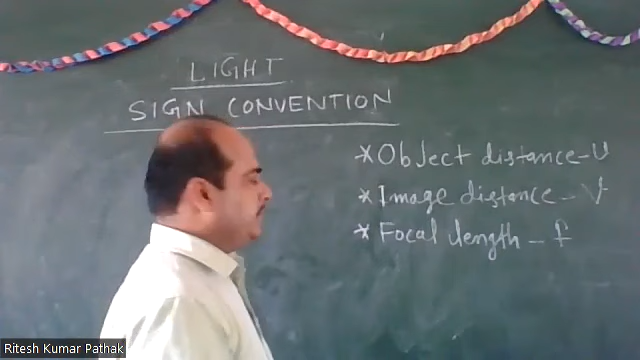 LIGHT
SIGN CONVENTION
* Object distance - U
* Image distance - V
* Focal length - f
Ritesh Kumar Pathak